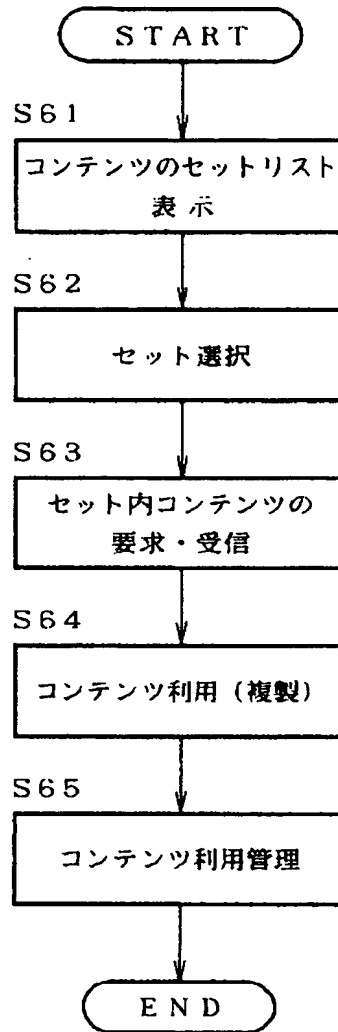 START
S61
コンテンツのセットリスト
表示
S62
セット選択
S63
セット内コンテンツの
要求・受信
S64
コンテンツ利用(複製)
S65
コンテンツ利用管理
END